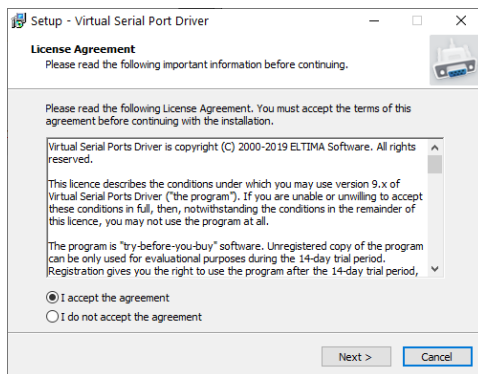 Setup - Virtual Serial Port Driver
License Agreement
Please read the following important information before continuing.
Please read the following License Agreement. You must accept the terms of this
agreement before continuing with the installation.
Virtual Serial Ports Driver is copyright (C) 2000-2019 ELTIMA Software. All rights
reserved.
This licence describes the conditions under which you may use version 9.x of
Virtual Serial Ports Driver ("the program"). If you are unable or unwilling to accept
these conditions in full, then, notwithstanding the conditions in the remainder of
this licence, you may not use the program at all.
The program is "try-before-you-buy" software. Unregistered copy of the program
can be only used for evaluational purposes during the 14-day trial period.
Registration gives you the right to use the program after the 14-day trial period,
I accept the agreement
I do not accept the agreement
Next >
Cancel